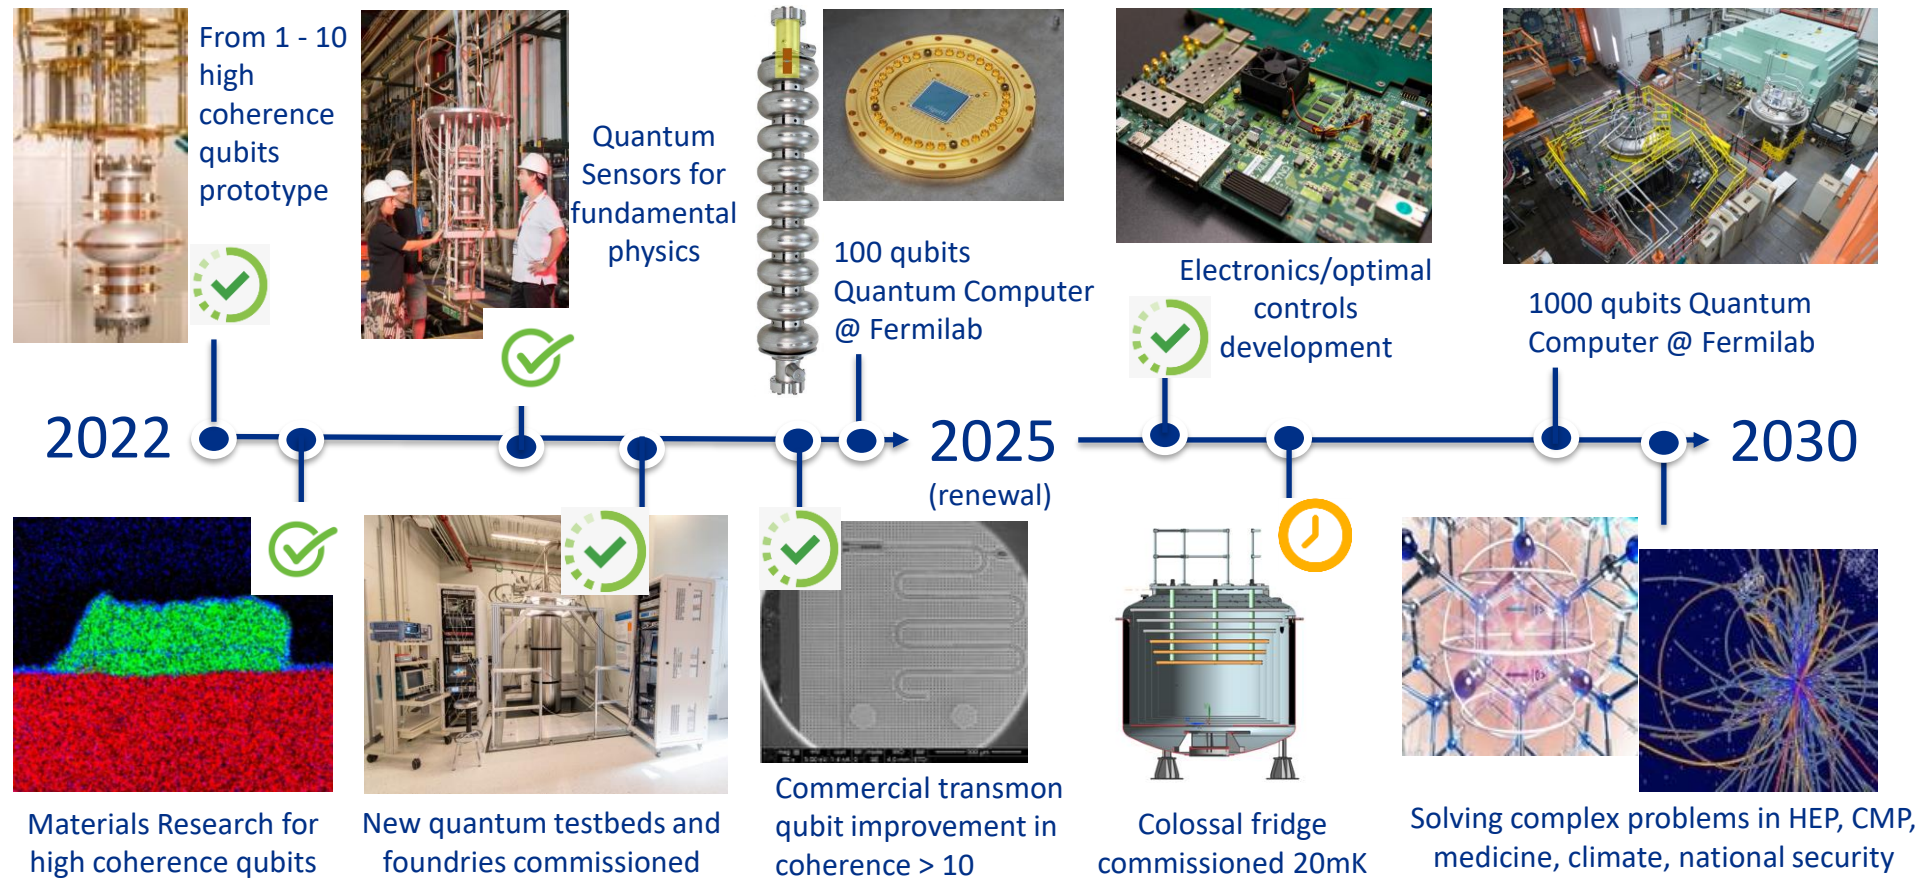 From 1 - 10
high
coherence
qubits
prototype
Quantum
Sensors for
fundamental
physics
100 qubits
Quantum Computer
@ Fermilab
Electronics/optimal
controls
development
1000 qubits Quantum
Computer @ Fermilab
2022
2025
(renewal)
2030
Materials Research for
high coherence qubits
New quantum testbeds and
foundries commissioned
Commercial transmon
qubit improvement in
coherence > 10
Colossal fridge
commissioned 20mK
Solving complex problems in HEP, CMP,
medicine, climate, national security